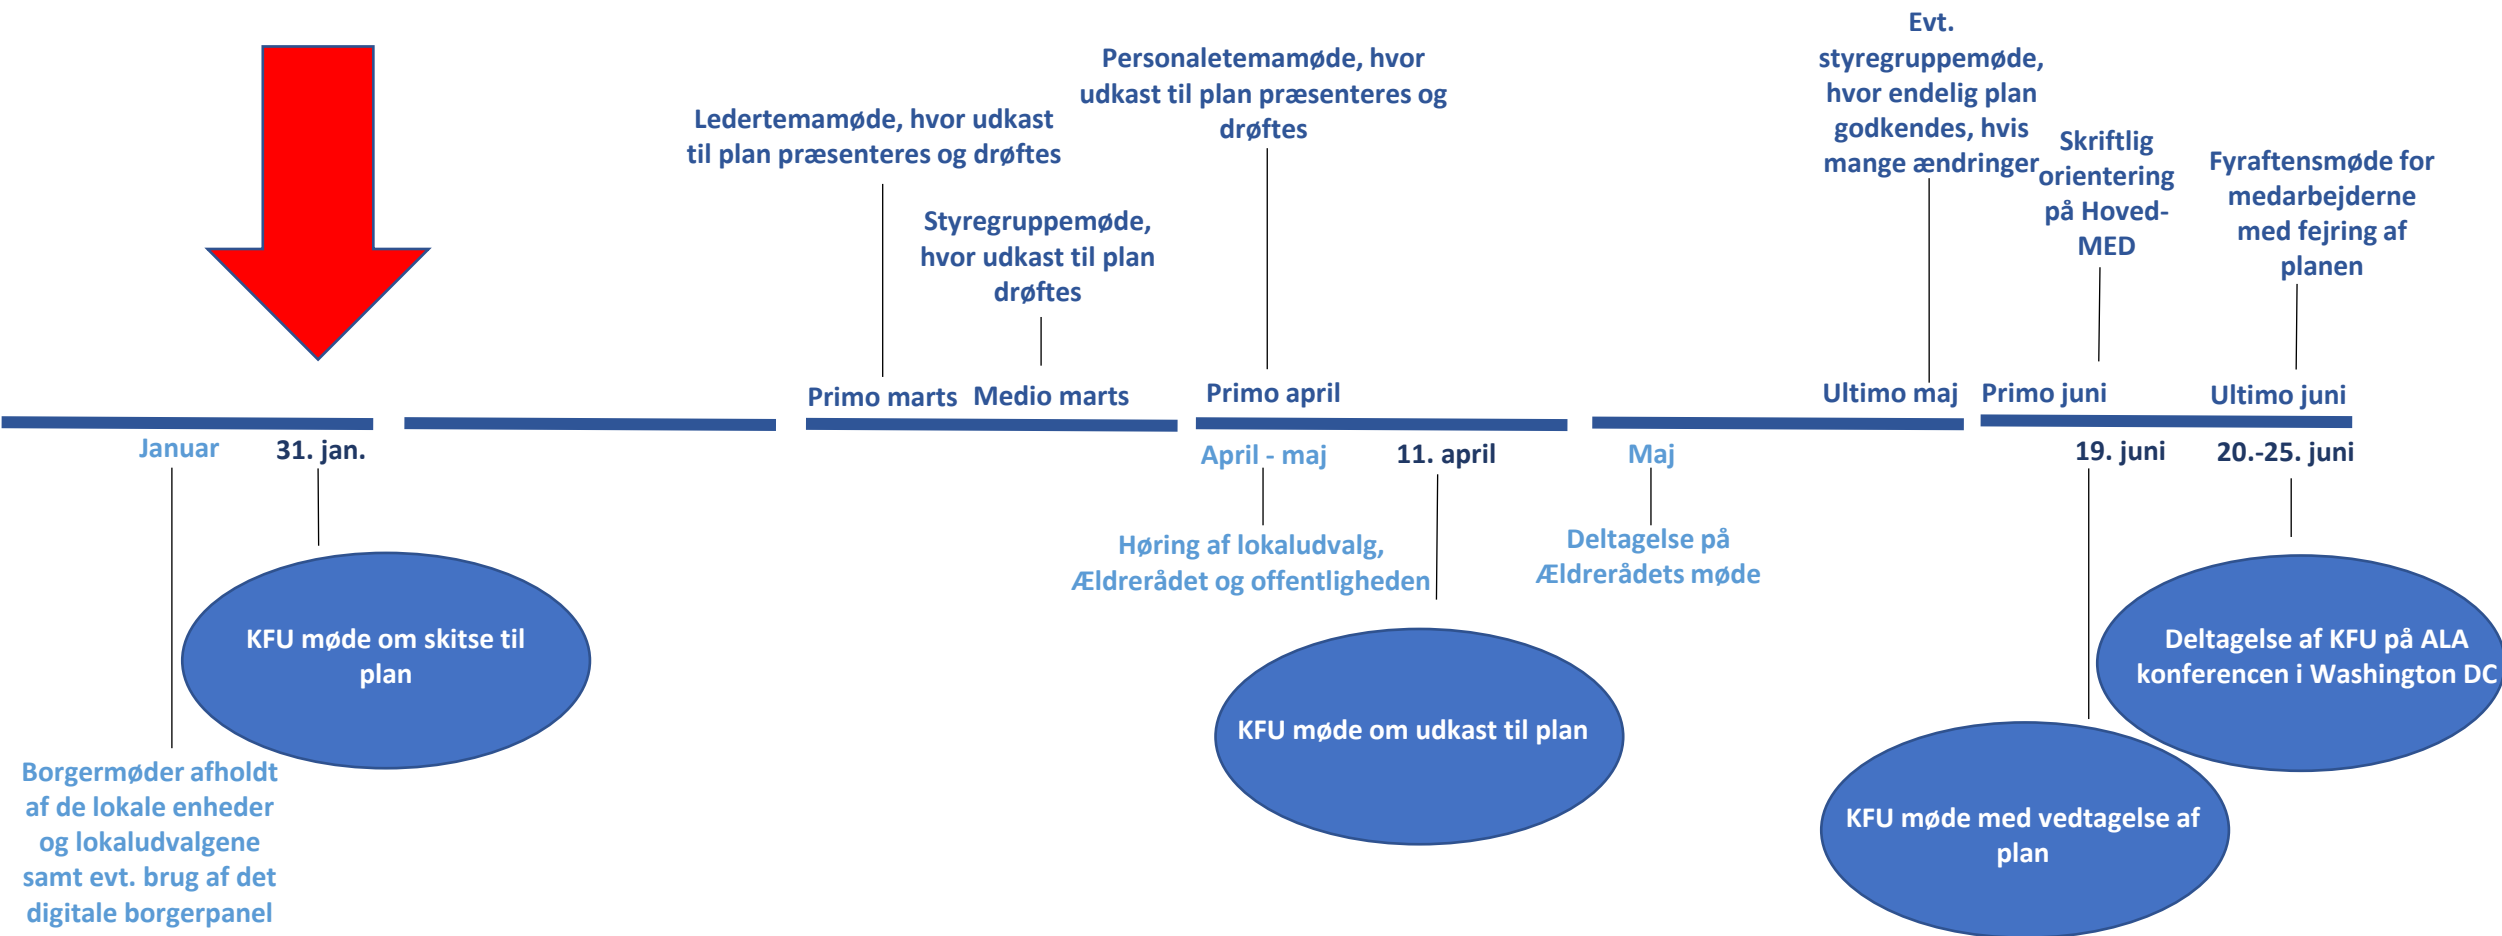 Ledertemamøde, hvor udkast
til plan præsenteres og drøftes
Styregruppemøde,
hvor udkast til plan
drøftes
Personaletemamøde, hvor
udkast til plan præsenteres og
drøftes
Evt.
styregruppemøde,
hvor endelig plan
godkendes, hvis
mange ændringer
Skriftlig
orientering
på Hoved-
MED
Fyraftensmøde for
medarbejderne
med fejring af
planen
Primo marts
Medio marts
Primo april
Ultimo maj
Primo juni
Ultimo juni
Januar
31. jan.
April - maj
11. april
Maj
19. juni
20.-25. juni
Borgermøder afholdt
af de lokale enheder
og lokaludvalgene
samt evt. brug af det
digitale borgerpanel
KFU møde om skitse til
plan
Høring af lokaludvalg,
Ældrerådet og offentligheden
KFU møde om udkast til plan
Deltagelse på
Ældrerådets møde
KFU møde med vedtagelse af
plan
Deltagelse af KFU på ALA
konferencen i Washington DC